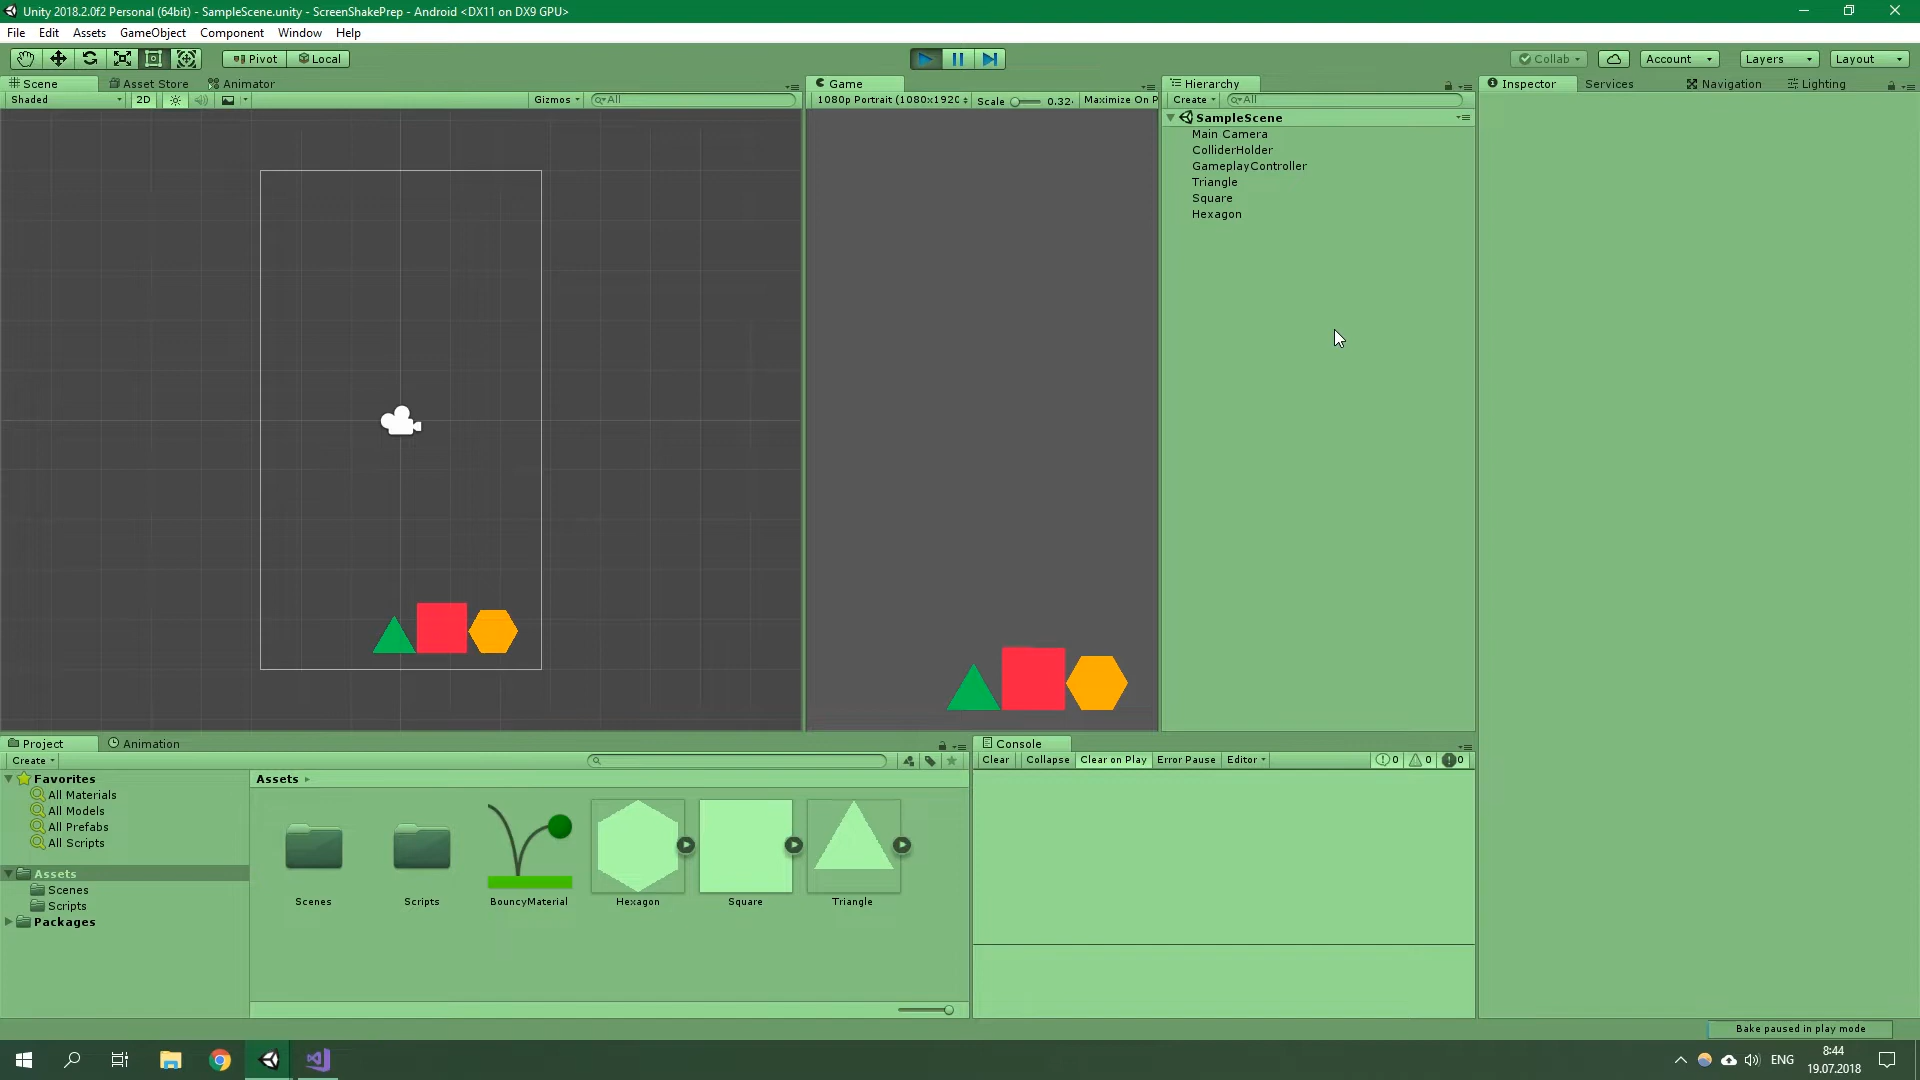 Unity 2018.2.0f2 Personal (64bit) - SampleScene.unity - ScreenShakePrep - Android <DX11 on DX9 GPU>
File Edit Assets GameObject Component Window Help
Pivot Local Collab Account Layers Layout
Scene Asset Store Animator
Shaded 2D Gizmos All
Game
1080p Portrait (1080x192C Scale 0.32 Maximize On P
Hierarchy
Create All
SampleScene
Main Camera
ColliderHolder
GameplayController
Triangle
Square
Hexagon
Inspector Services Navigation Lighting
Project Animation
Create
Favorites
All Materials
All Models
All Prefabs
All Scripts
Assets
Scenes
Scripts
Packages
Assets
Scenes Scripts BouncyMaterial Hexagon Square Triangle
Console
Clear Collapse Clear on Play Error Pause Editor 0 0 0
Bake paused in play mode
ENG
8:44
19.07.2018